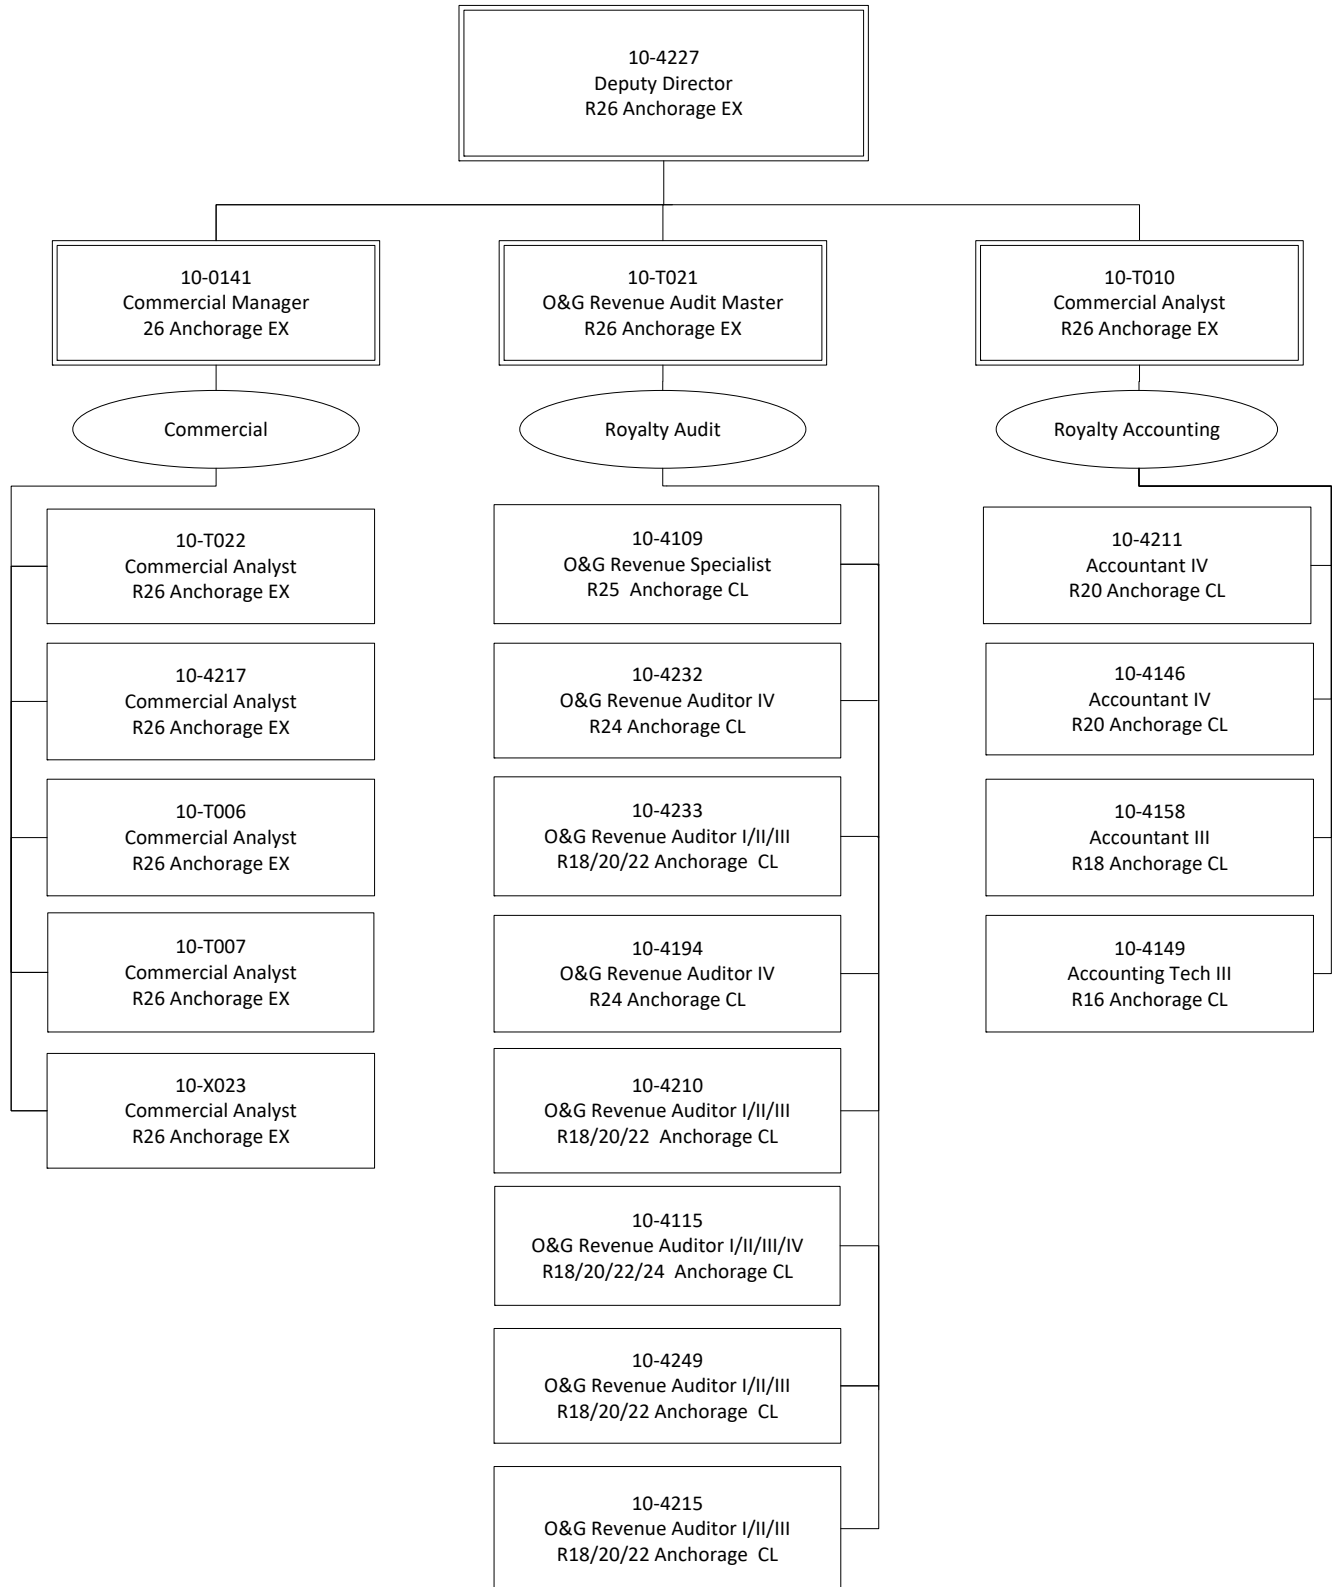 10-4227
Deputy Director
R26 Anchorage EX
10-0141
Commercial Manager
26 Anchorage EX
10-T021
O&G Revenue Audit Master
R26 Anchorage EX
10-T010
Commercial Analyst
R26 Anchorage EX
Commercial
Royalty Audit
Royalty Accounting
10-T022
Commercial Analyst
R26 Anchorage EX
10-4217
Commercial Analyst
R26 Anchorage EX
10-T006
Commercial Analyst
R26 Anchorage EX
10-T007
Commercial Analyst
R26 Anchorage EX
10-X023
Commercial Analyst
R26 Anchorage EX
10-4109
O&G Revenue Specialist
R25  Anchorage CL
10-4232
O&G Revenue Auditor IV
R24 Anchorage CL
10-4233
O&G Revenue Auditor I/II/III
R18/20/22 Anchorage  CL
10-4194
O&G Revenue Auditor IV
R24 Anchorage CL
10-4210
O&G Revenue Auditor I/II/III
R18/20/22  Anchorage CL
10-4115
O&G Revenue Auditor I/II/III/IV
R18/20/22/24  Anchorage CL
10-4249
O&G Revenue Auditor I/II/III
R18/20/22 Anchorage  CL
10-4215
O&G Revenue Auditor I/II/III
R18/20/22 Anchorage  CL
10-4211
Accountant IV
R20 Anchorage CL
10-4146
Accountant IV
R20 Anchorage CL
10-4158
Accountant III
R18 Anchorage CL
10-4149
Accounting Tech III
R16 Anchorage CL